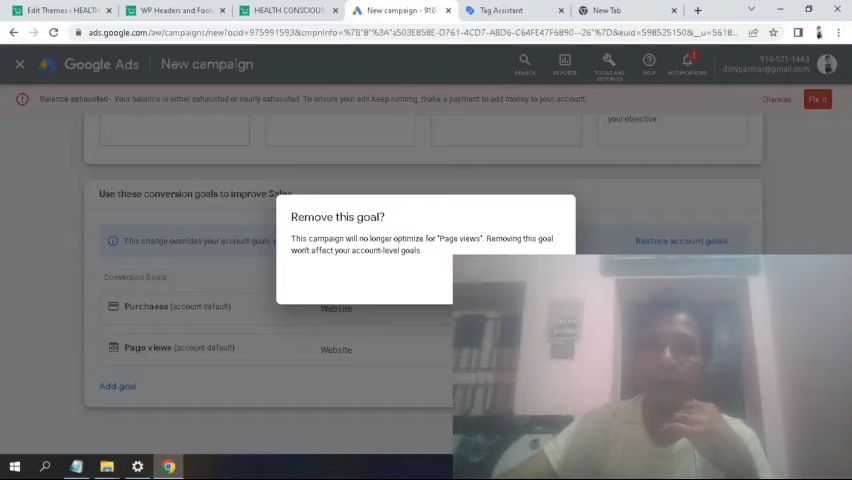 Edit Themes ‹ HEALTH
WP Headers and Foot
HEALTH CONSCIOUS
New campaign - 910-
Tag Assistant
New Tab
ads.google.com/aw/campaigns/new?ocid=975991593&cmpnInfo=%7B"8"%3A"a503E858E-D761-4CD7-ABD6-C64FE47F6890--26"%7D&euid=598525150&__u=5618...
Google Ads
New campaign
SEARCH
REPORTS
TOOLS AND
SETTINGS
HELP
NOTIFICATIONS
910-521-1443
dmvparmar@gmail.com
Balance exhausted - Your balance is either exhausted or nearly exhausted. To ensure your ads keep running, make a payment to add money to your account.
Dismiss
Fix it
your objective
Use these conversion goals to improve Sales
Remove this goal?
This campaign will no longer optimize for "Page views". Removing this goal
won't affect your account-level goals.
This change overrides your account goals
Restore account goals
Conversion Goals
Purchases (account-default)
Website
Page views (account-default)
Website
Add goal